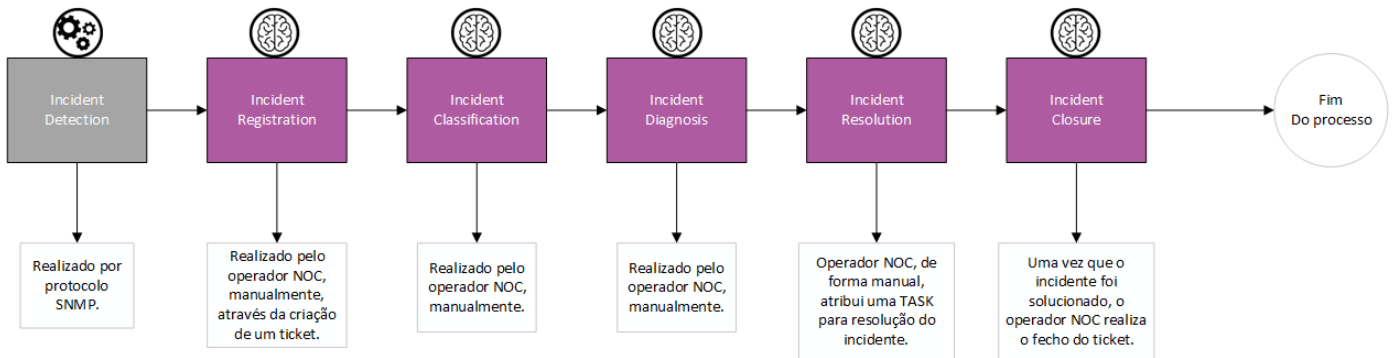 Incident
Detection
Incident
Registration
Incident
Classification
Incident
Diagnosis
Incident
Resolution
Incident
Closure
Fim
Do processo
Realizado por
protocolo
SNMP.
Realizado pelo
operador NOC,
manualmente,
através da criação
de um ticket.
Realizado pelo
operador NOC,
manualmente.
Realizado pelo
operador NOC,
manualmente.
Operador NOC, de
forma manual,
atribui uma TASK
para resolução do
incidente.
Uma vez que o
incidente foi
solucionado, o
operador NOC realiza
o fecho do ticket.